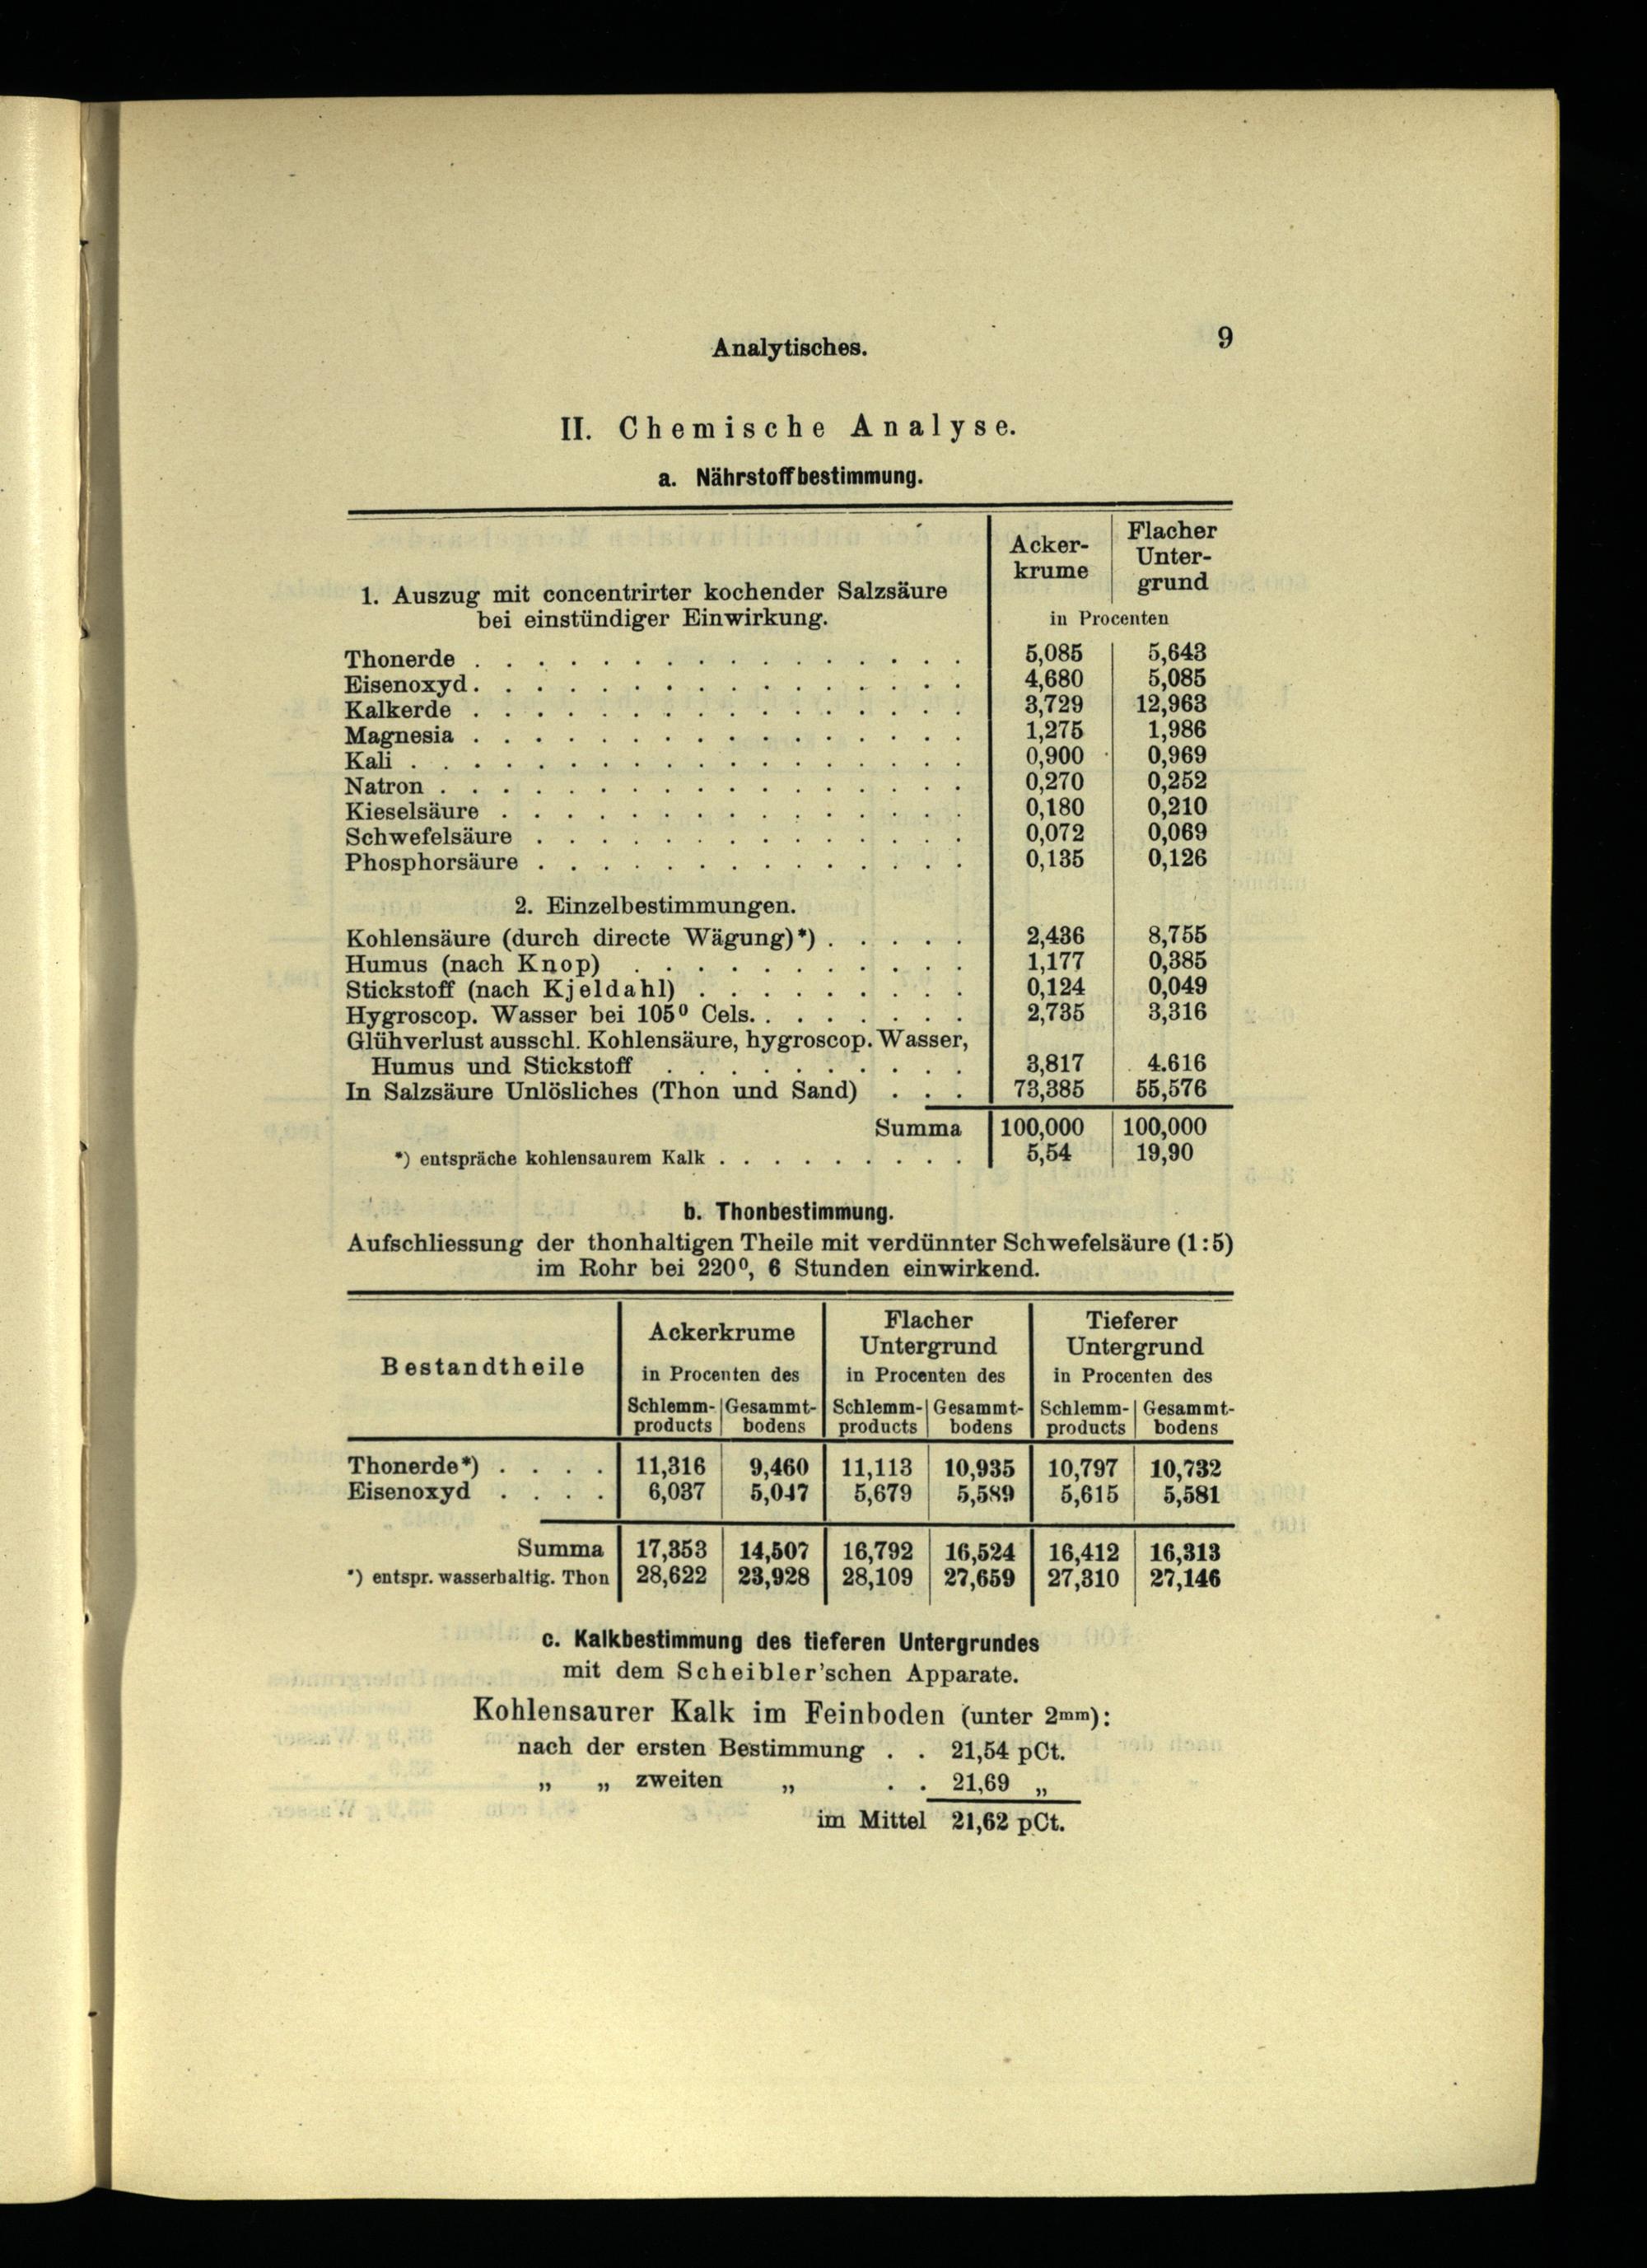 Analytisches.
9
II. Chemische Analyse.
a. Nährstoffbestimmung.
1. Auszug mit concentrirter kochender Salzsäure
bei einstündiger Einwirkung.
Acker-
krume
Flacher
Unter-
grund
in Procenten
Thonerde . . . . . . . . . . . . . . . . 5,085 5,643
Eisenoxyd . . . . . . . . . . . . . . . . 4,680 5,085
Kalkerde . . . . . . . . . . . . . . . . 3,729 12,963
Magnesia . . . . . . . . . . . . . . . . 1,275 1,986
Kali . . . . . . . . . . . . . . . . . . 0,900 0,969
Natron . . . . . . . . . . . . . . . . . 0,270 0,252
Kieselsäure . . . . . . . . . . . . . . . 0,180 0,210
Schwefelsäure . . . . . . . . . . . . . . 0,072 0,069
Phosphorsäure . . . . . . . . . . . . . . 0,135 0,126
2. Einzelbestimmungen.
Kohlensäure (durch directe Wägung)*) . . . . . 2,436 8,755
Humus (nach Knop) . . . . . . . . . . . 1,177 0,385
Stickstoff (nach Kjeldahl) . . . . . . . . . 0,124 0,049
Hygroscop. Wasser bei 105⁰ Cels. . . . . . . . 2,735 3,316
Glühverlust ausschl. Kohlensäure, hygroscop. Wasser,
Humus und Stickstoff . . . . . . . . . . 3,817 4.616
In Salzsäure Unlösliches (Thon und Sand) . . . 73,385 55,576
Summa 100,000 100,000
*) entspräche kohlensaurem Kalk . . . . . . . . . 5,54 19,90
b. Thonbestimmung.
Aufschliessung der thonhaltigen Theile mit verdünnter Schwefelsäure (1:5)
im Rohr bei 220⁰, 6 Stunden einwirkend.
Bestandtheile
Ackerkrume
in Procenten des
Flacher
Untergrund
in Procenten des
Tieferer
Untergrund
in Procenten des
Schlemm- Gesammt- Schlemm- Gesammt- Schlemm- Gesammt-
products bodens products bodens products bodens
Thonerde*) . . . . 11,316 9,460 11,113 10,935 10,797 10,732
Eisenoxyd . . . . 6,037 5,047 5,679 5,589 5,615 5,581
Summa 17,353 14,507 16,792 16,524 16,412 16,313
*) entspr. wasserhaltig. Thon 28,622 23,928 28,109 27,659 27,310 27,146
c. Kalkbestimmung des tieferen Untergrundes
mit dem Scheibler'schen Apparate.
Kohlensaurer Kalk im Feinboden (unter 2mm):
nach der ersten Bestimmung . . 21,54 pCt.
„ „ zweiten „ . . 21,69 „
im Mittel 21,62 pCt.